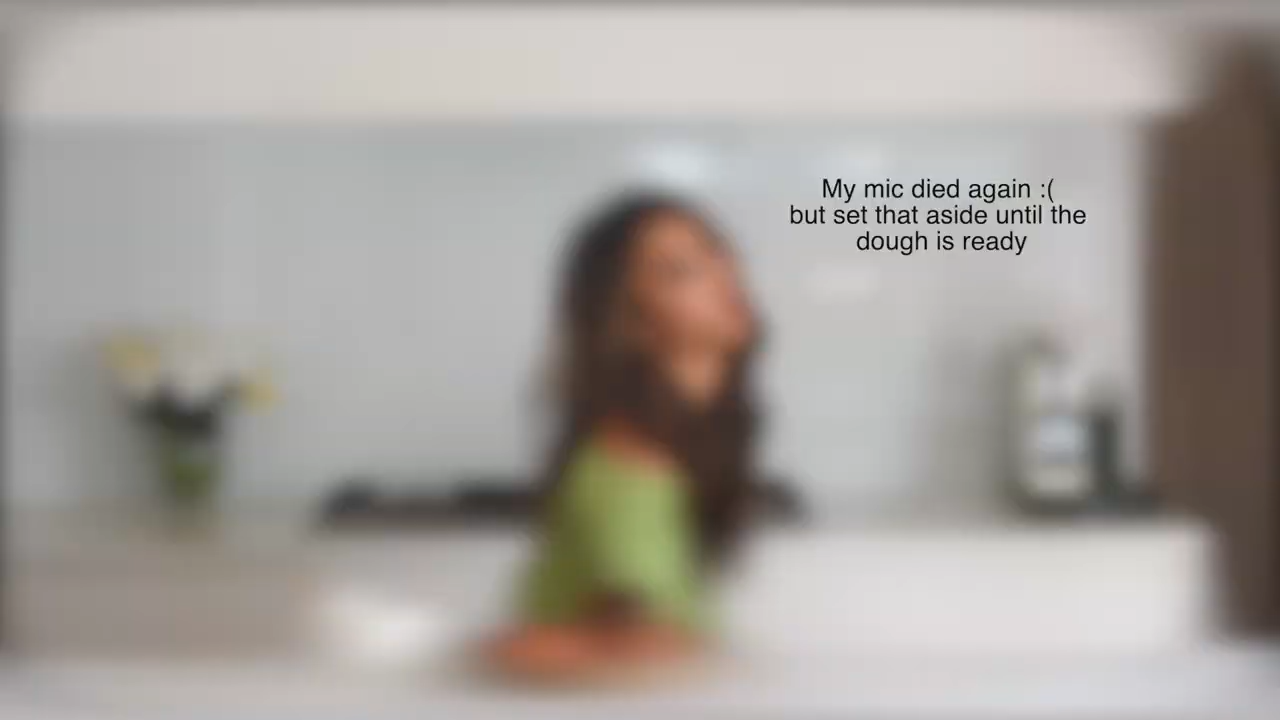 My mic died again :(
but set that aside until the
dough is ready